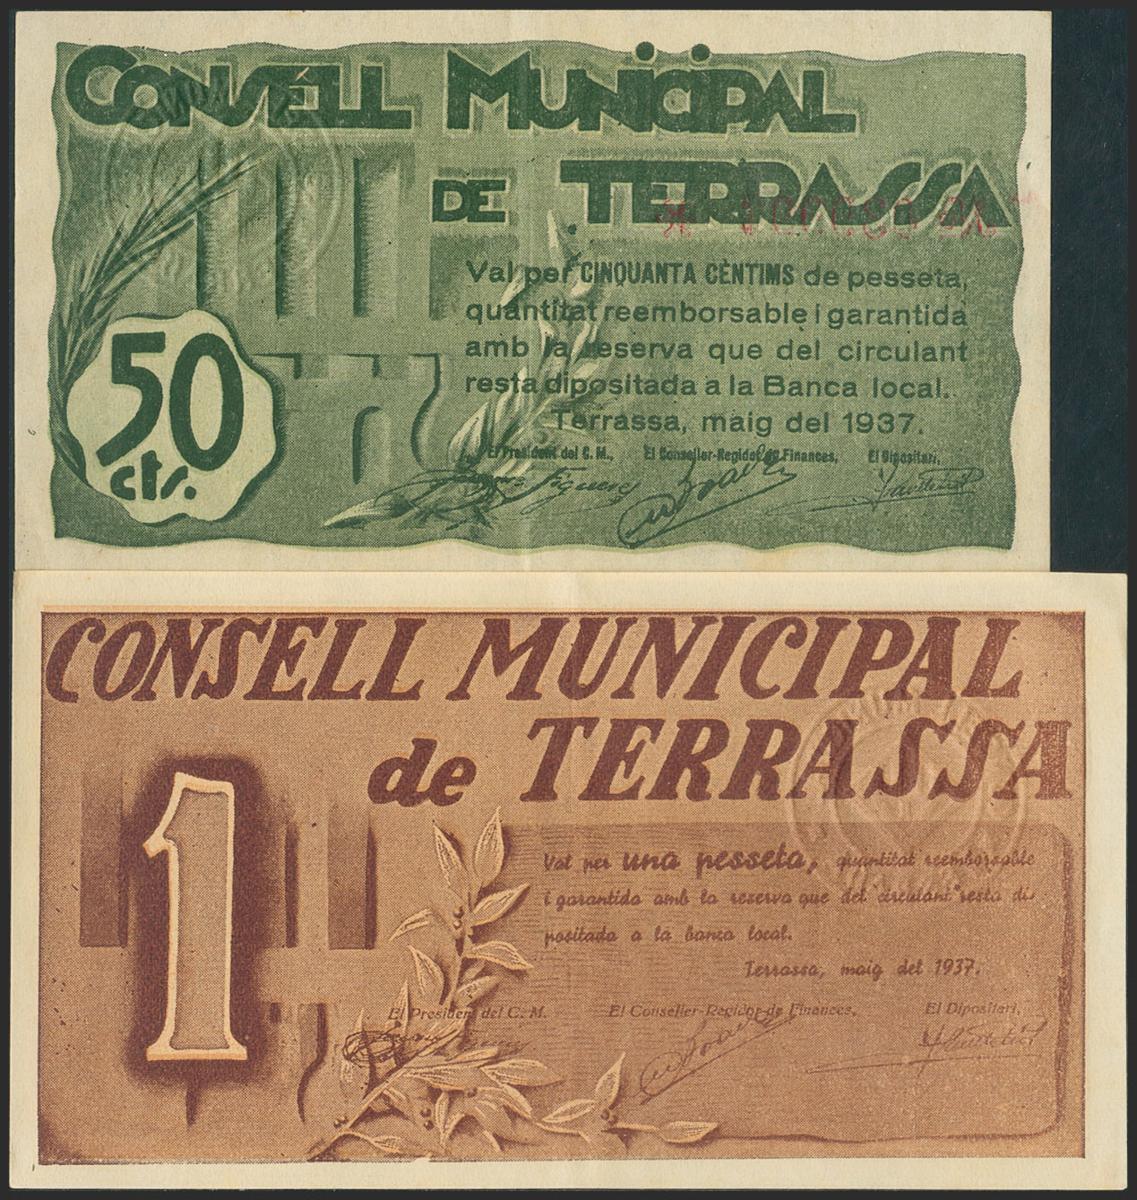 CONSELL MUNICIPAL
DE TERRASSA
Val per CINQUANTA CÈNTIMS de pesseta,
quantitat reemborsable i garantida
amb la reserva que del circulant
resta dipositada a la Banca local.
Terrassa, maig del 1937.
El President del C. M., El Conseller-Regidor de Finances, El Dipositari,
50
cts.
CONSELL MUNICIPAL
de TERRASSA
1
Val per una pesseta, quantitat reemborsable
i garantida amb la reserva que del "circulant" resta di-
positada a la banca local.
Terrassa, maig del 1937.
El President del C. M. El Conseller-Regidor de Finances, El Dipositari,